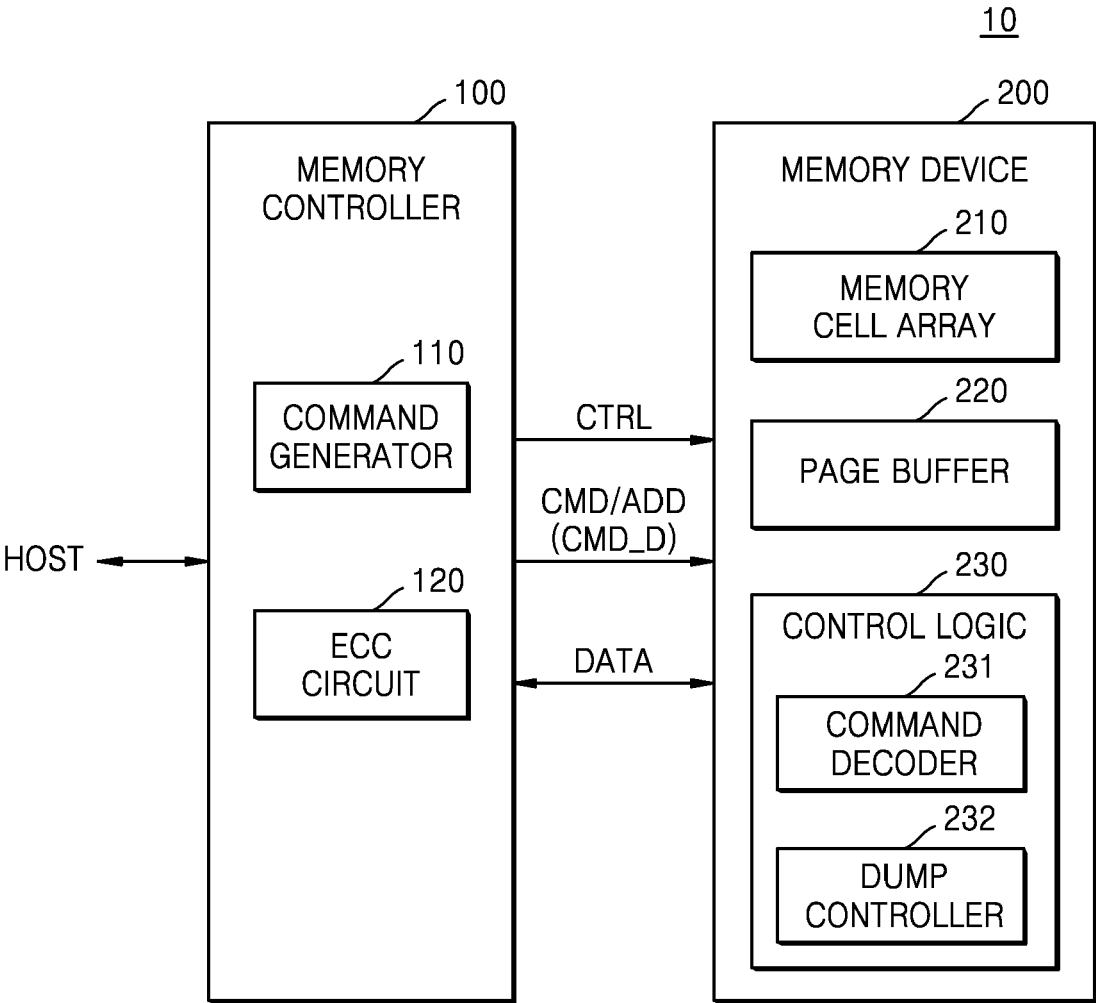 10
100
200
MEMORY
CONTROLLER
MEMORY DEVICE
210
MEMORY
CELL ARRAY
110
COMMAND
GENERATOR
CTRL
220
PAGE BUFFER
CMD/ADD
(CMD_D)
HOST
120
ECC
CIRCUIT
DATA
230
CONTROL LOGIC
231
COMMAND
DECODER
232
DUMP
CONTROLLER